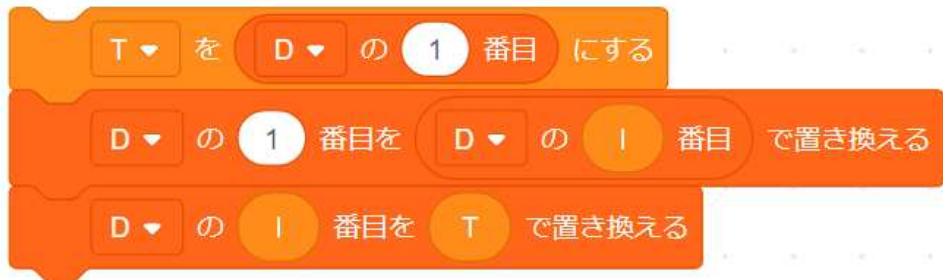 T を D の 1 番目 にする
D の 1 番目を D の I 番目 で置き換える
D の I 番目を T で置き換える